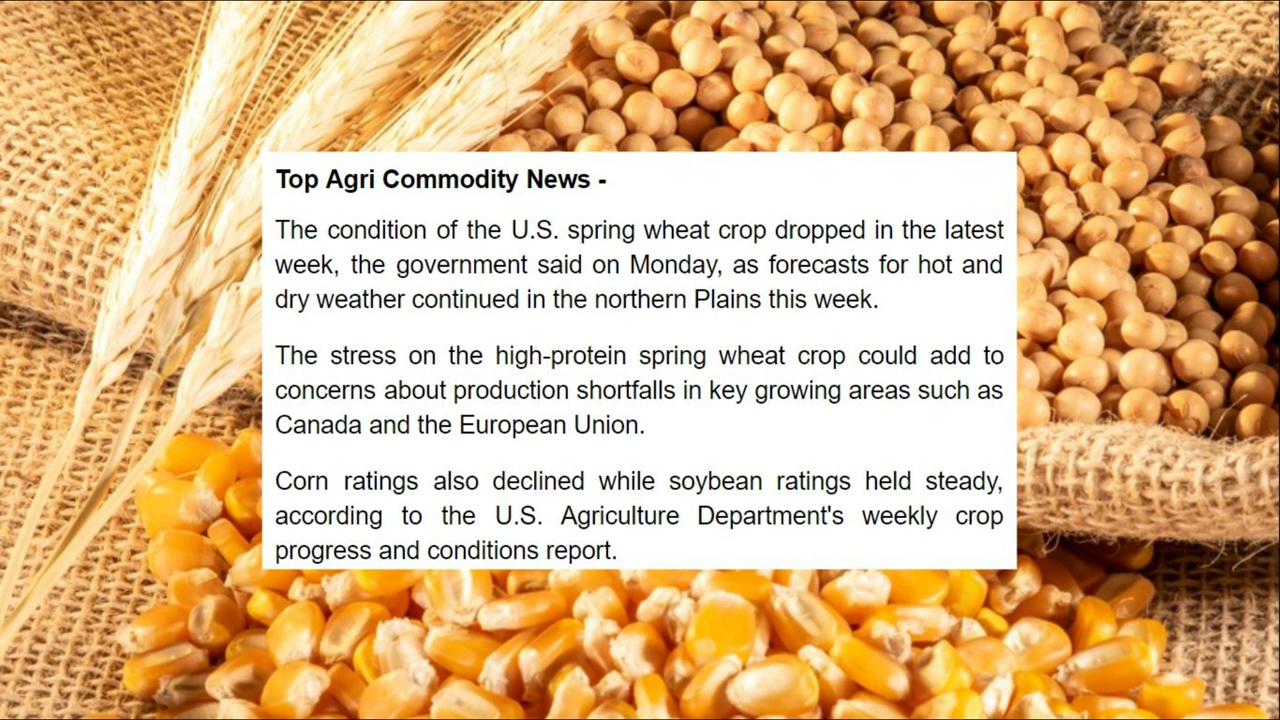 Top Agri Commodity News -
The condition of the U.S. spring wheat crop dropped in the latest
week, the government said on Monday, as forecasts for hot and
dry weather continued in the northern Plains this week.
The stress on the high-protein spring wheat crop could add to
concerns about production shortfalls in key growing areas such as
Canada and the European Union.
Corn ratings also declined while soybean ratings held steady,
according to the U.S. Agriculture Department's weekly crop
progress and conditions report.